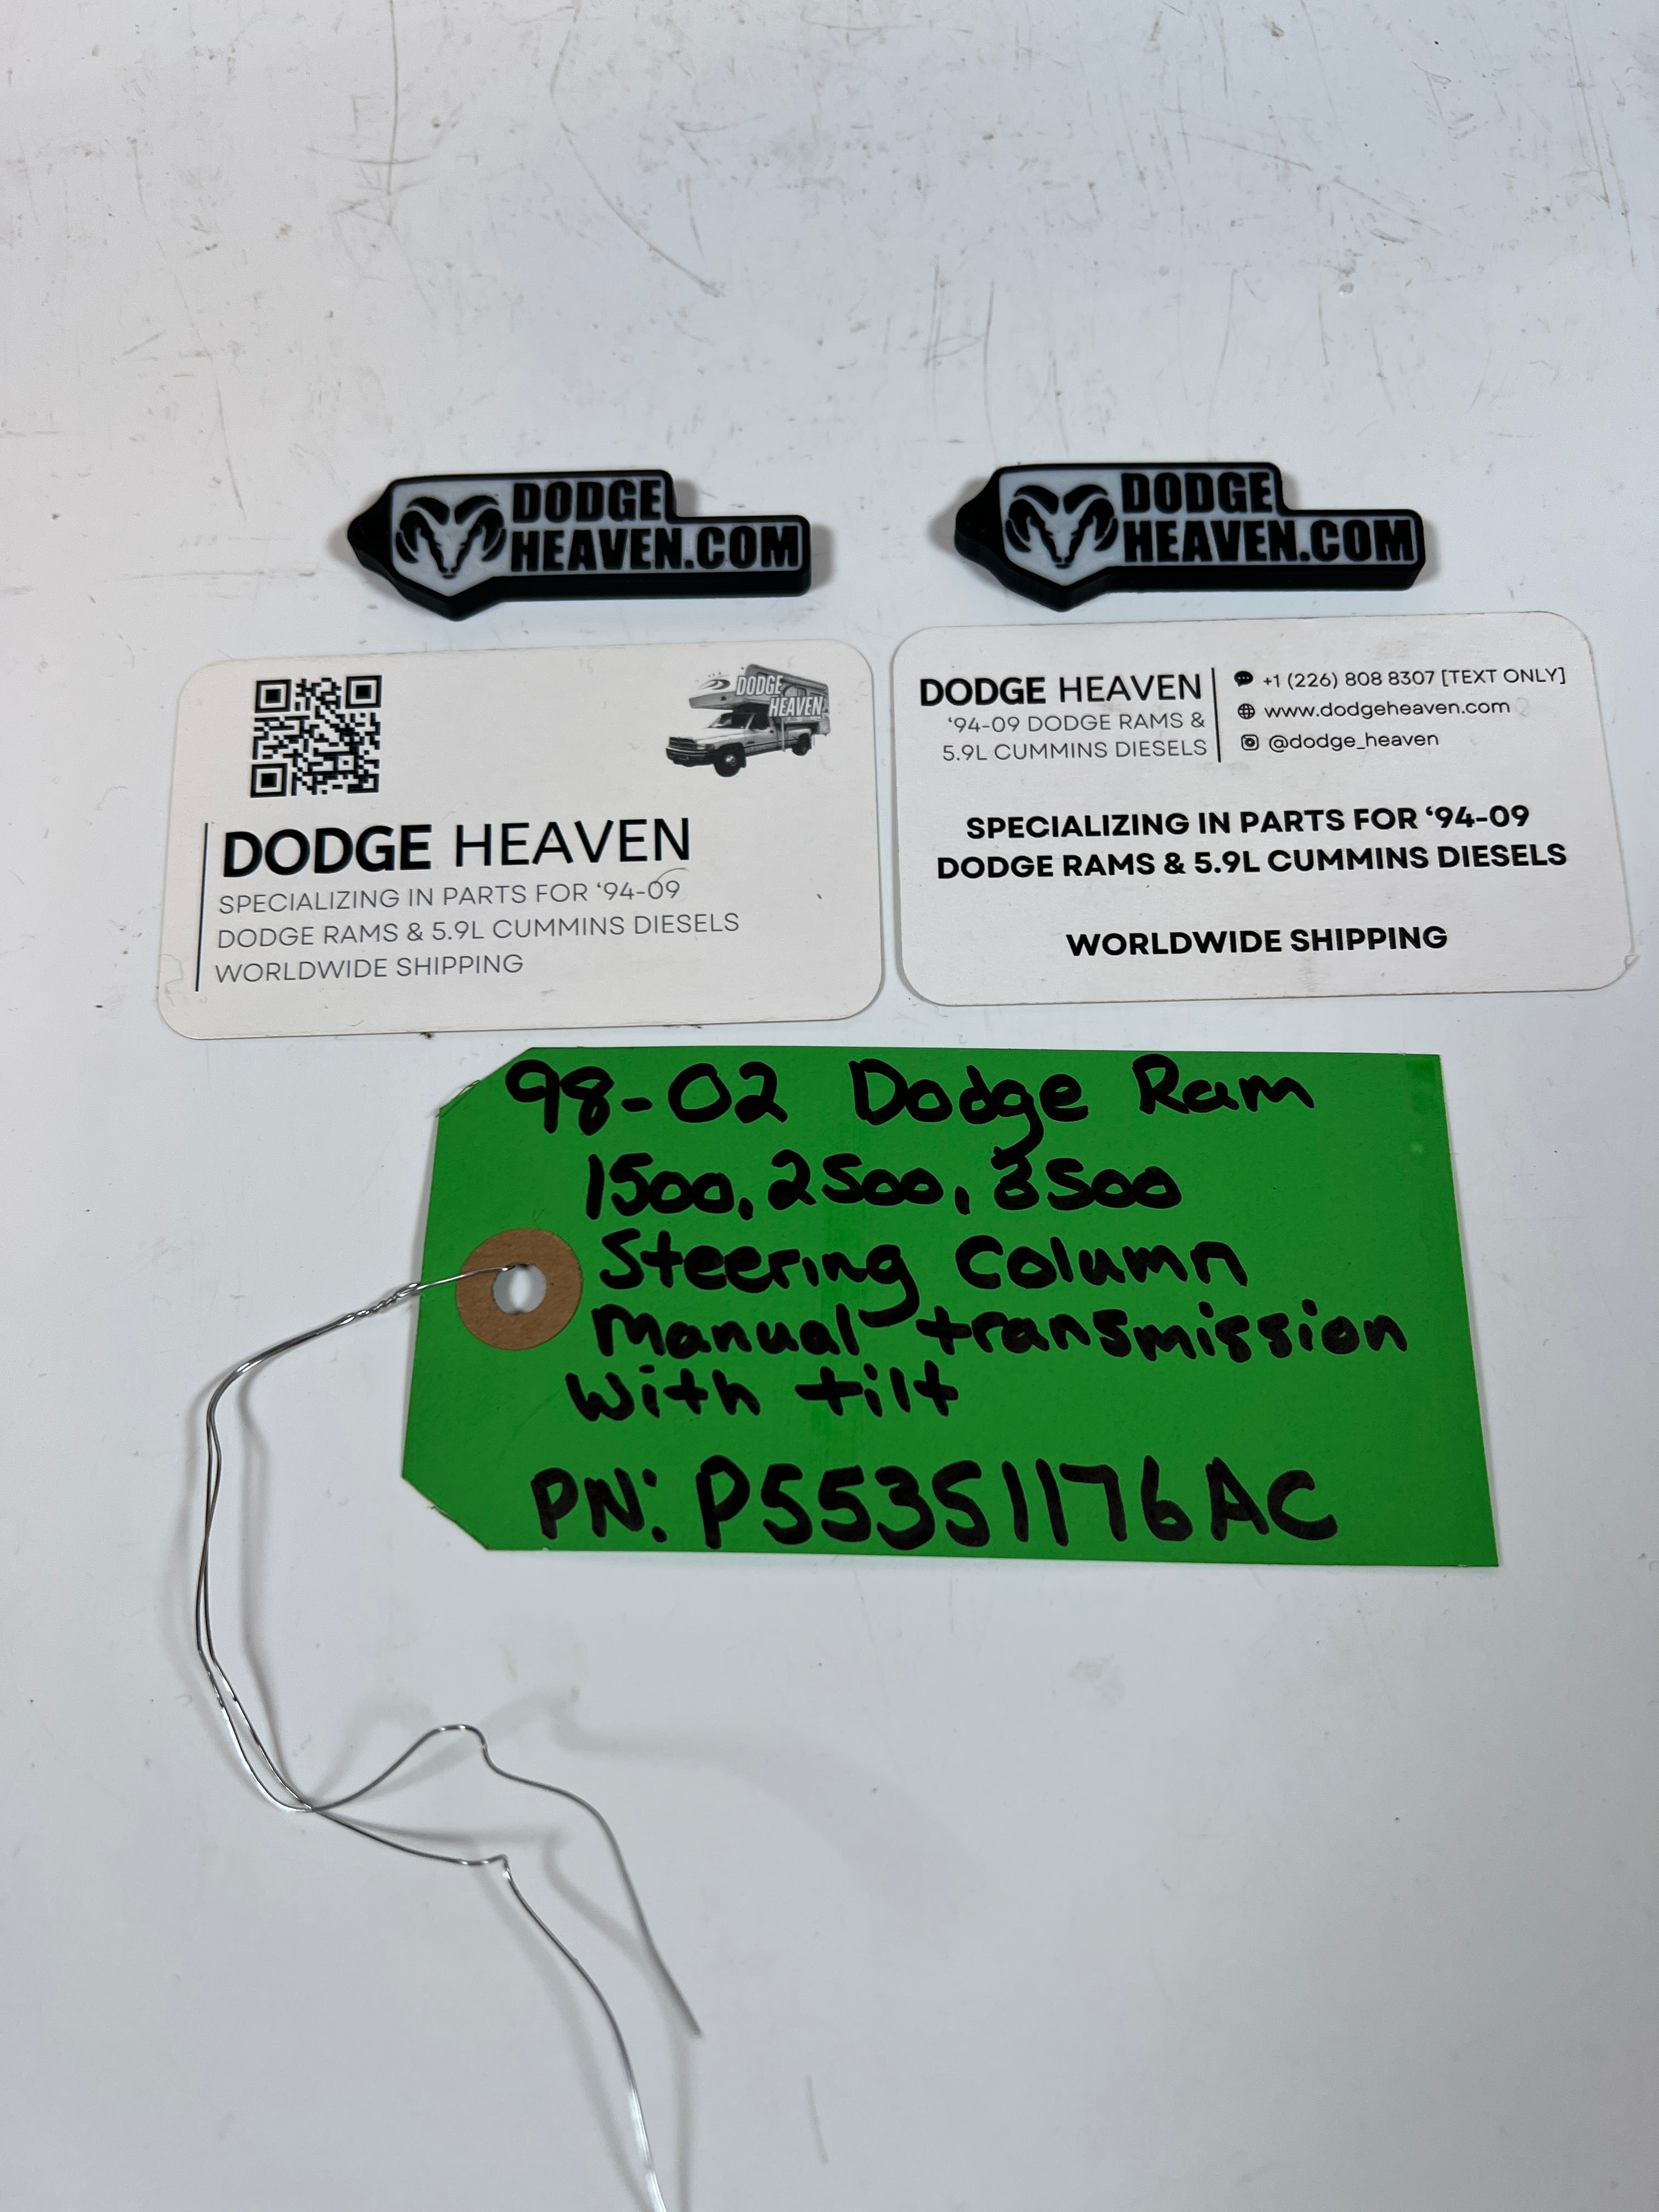 DODGE
HEAVEN.COM
DODGE
HEAVEN.COM
DODGE
HEAVEN
DODGE HEAVEN
SPECIALIZING IN PARTS FOR ‘94-09
DODGE RAMS & 5.9L CUMMINS DIESELS
WORLDWIDE SHIPPING
DODGE HEAVEN
‘94-09 DODGE RAMS &
5.9L CUMMINS DIESELS
+1 (226) 808 8307 [TEXT ONLY]
www.dodgeheaven.com
@dodge_heaven
SPECIALIZING IN PARTS FOR ‘94-09
DODGE RAMS & 5.9L CUMMINS DIESELS
WORLDWIDE SHIPPING
98-02 Dodge Ram
1500, 2500, 3500
Steering Column
Manual transmission
With tilt
PN: P55351176AC